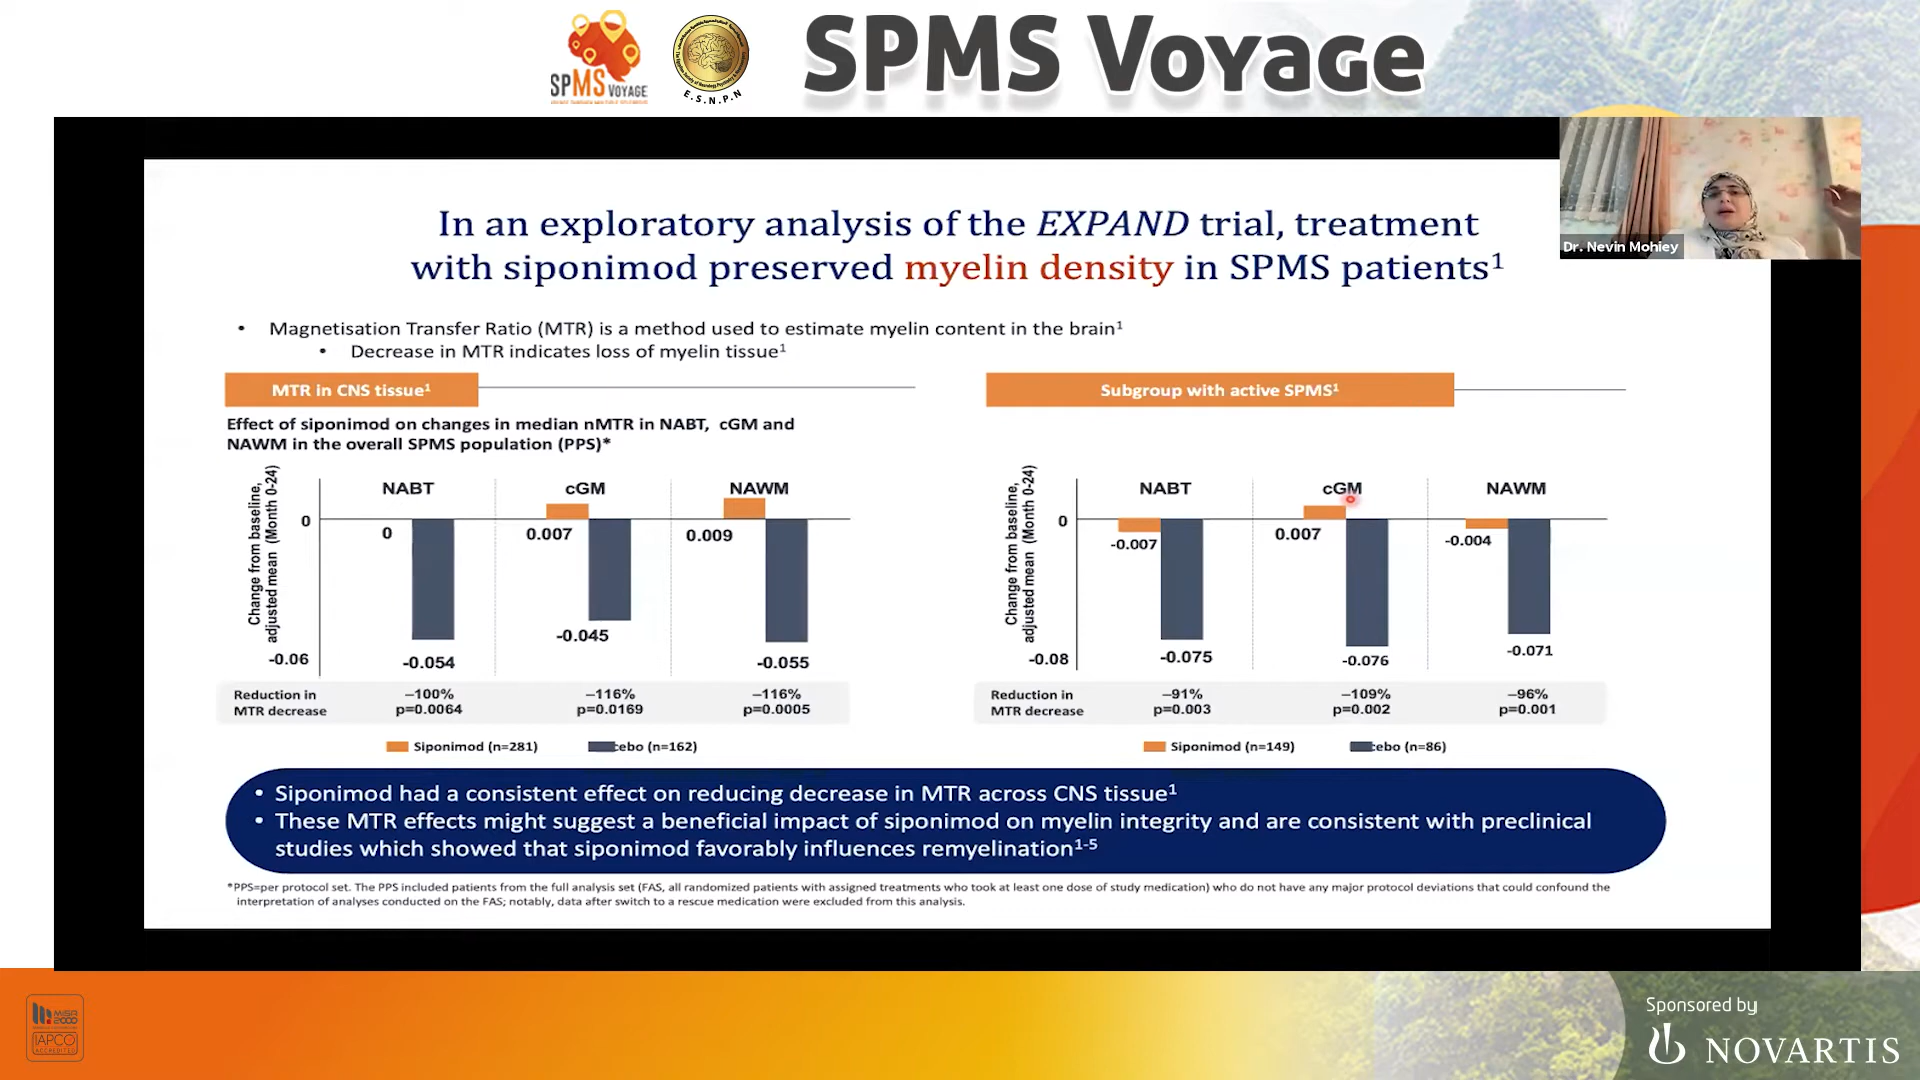 SPMS VOYAGE
E.S.N.P.N
SPMS Voyage
Dr. Nevin Mohiey
In an exploratory analysis of the EXPAND trial, treatment
with siponimod preserved myelin density in SPMS patients¹
• Magnetisation Transfer Ratio (MTR) is a method used to estimate myelin content in the brain¹
• Decrease in MTR indicates loss of myelin tissue¹
MTR in CNS tissue¹
Effect of siponimod on changes in median nMTR in NABT, cGM and
NAWM in the overall SPMS population (PPS)*
Change from baseline,
adjusted mean (Month 0-24)
NABT cGM NAWM
0
0 0.007 0.009
-0.045
-0.06 -0.054 -0.055
Reduction in –100% –116% –116%
MTR decrease p=0.0064 p=0.0169 p=0.0005
Siponimod (n=281) cebo (n=162)
Subgroup with active SPMS¹
Change from baseline,
adjusted mean (Month 0-24)
NABT cGM NAWM
0
-0.007 0.007 -0.004
-0.08 -0.075 -0.076 -0.071
Reduction in –91% –109% –96%
MTR decrease p=0.003 p=0.002 p=0.001
Siponimod (n=149) cebo (n=86)
• Siponimod had a consistent effect on reducing decrease in MTR across CNS tissue¹
• These MTR effects might suggest a beneficial impact of siponimod on myelin integrity and are consistent with preclinical
studies which showed that siponimod favorably influences remyelination¹⁻⁵
*PPS=per protocol set. The PPS included patients from the full analysis set (FAS, all randomized patients with assigned treatments who took at least one dose of study medication) who do not have any major protocol deviations that could confound the
interpretation of analyses conducted on the FAS; notably, data after switch to a rescue medication were excluded from this analysis.
MISR
2000
IAPCO
ACCREDITED
Sponsored by
NOVARTIS